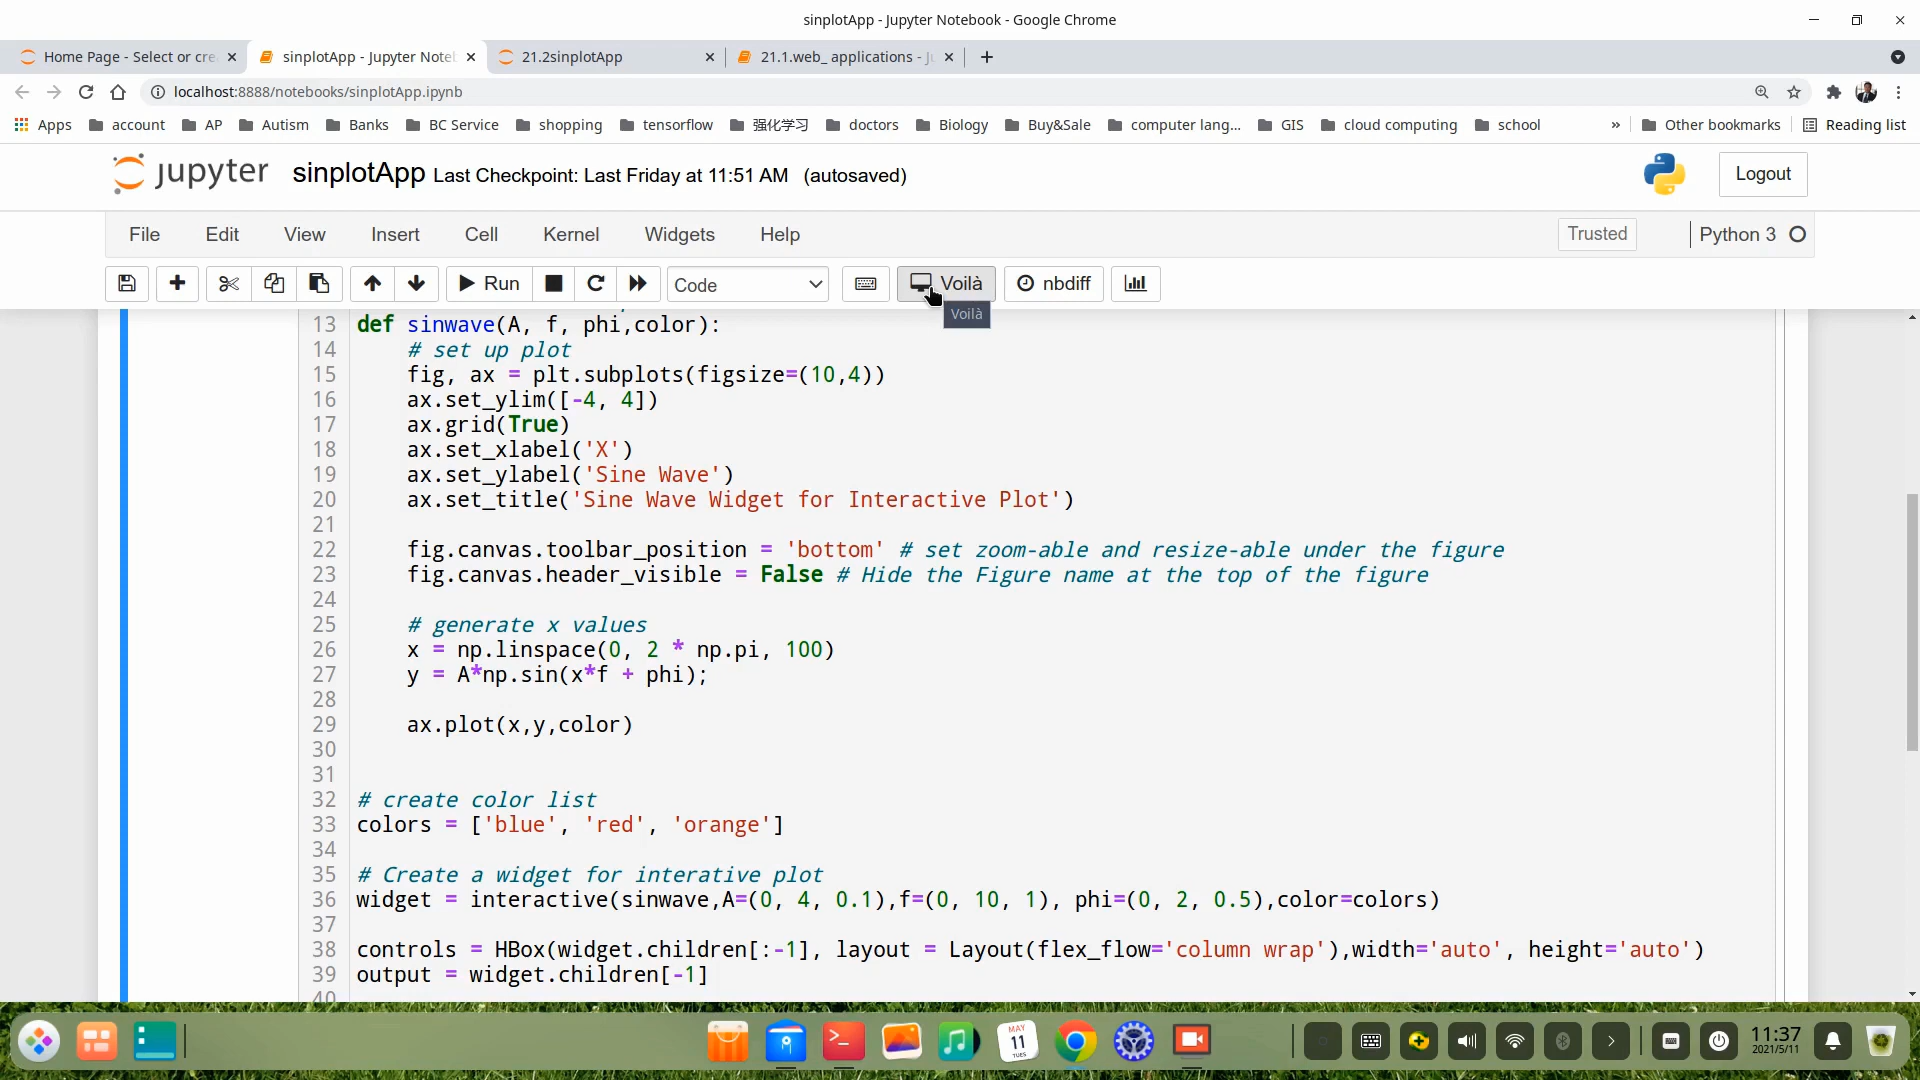 sinplotApp - Jupyter Notebook - Google Chrome
Home Page - Select or cre
sinplotApp - Jupyter Note
21.2sinplotApp
21.1.web_ applications - J
localhost:8888/notebooks/sinplotApp.ipynb
Apps account AP Autism Banks BC Service shopping tensorflow 强化学习 doctors Biology Buy&Sale computer lang... GIS cloud computing school » Other bookmarks Reading list
jupyter sinplotApp Last Checkpoint: Last Friday at 11:51 AM (autosaved) Logout
File Edit View Insert Cell Kernel Widgets Help Trusted Python 3
Run Code Voilà nbdiff
Voilà
13 def sinwave(A, f, phi,color):
14 # set up plot
15 fig, ax = plt.subplots(figsize=(10,4))
16 ax.set_ylim([-4, 4])
17 ax.grid(True)
18 ax.set_xlabel('X')
19 ax.set_ylabel('Sine Wave')
20 ax.set_title('Sine Wave Widget for Interactive Plot')
21
22 fig.canvas.toolbar_position = 'bottom' # set zoom-able and resize-able under the figure
23 fig.canvas.header_visible = False # Hide the Figure name at the top of the figure
24
25 # generate x values
26 x = np.linspace(0, 2 * np.pi, 100)
27 y = A*np.sin(x*f + phi);
28
29 ax.plot(x,y,color)
30
31
32 # create color list
33 colors = ['blue', 'red', 'orange']
34
35 # Create a widget for interative plot
36 widget = interactive(sinwave,A=(0, 4, 0.1),f=(0, 10, 1), phi=(0, 2, 0.5),color=colors)
37
38 controls = HBox(widget.children[:-1], layout = Layout(flex_flow='column wrap'),width='auto', height='auto')
39 output = widget.children[-1]
40
MAY
11
TUES
11:37
2021/5/11